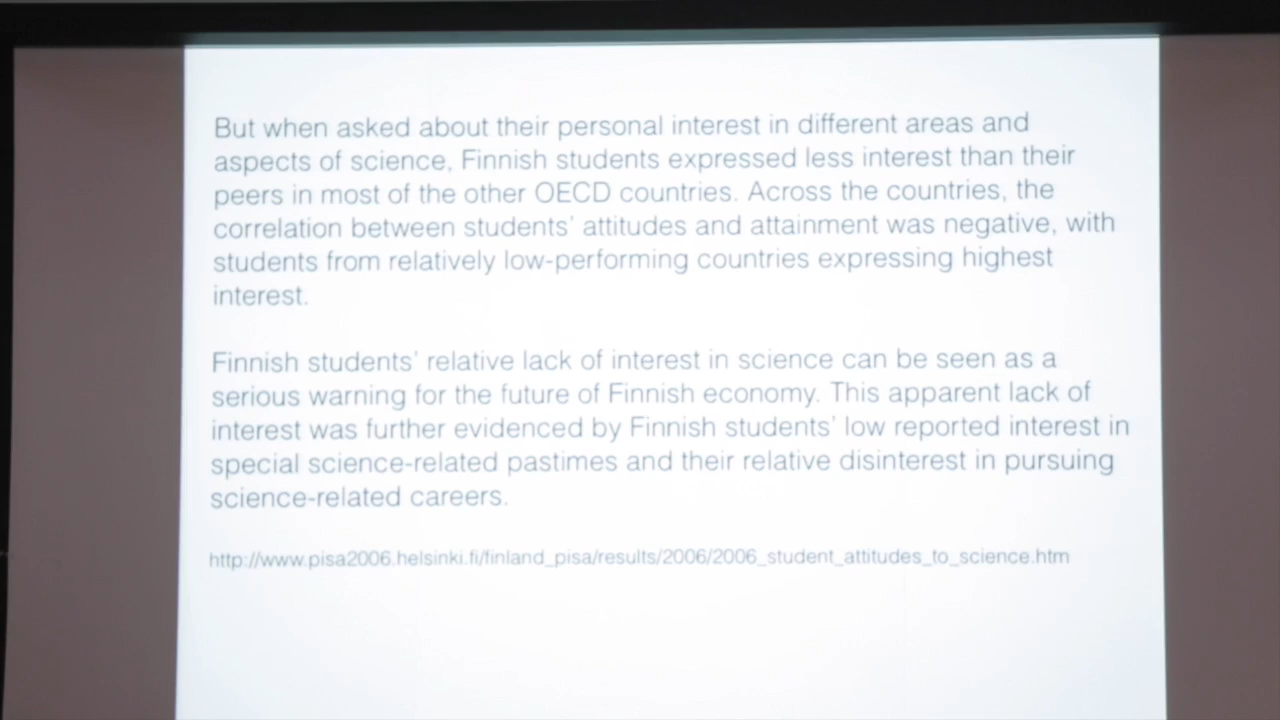 But when asked about their personal interest in different areas and
aspects of science, Finnish students expressed less interest than their
peers in most of the other OECD countries. Across the countries, the
correlation between students' attitudes and attainment was negative, with
students from relatively low-performing countries expressing highest
interest.
Finnish students' relative lack of interest in science can be seen as a
serious warning for the future of Finnish economy. This apparent lack of
interest was further evidenced by Finnish students' low reported interest in
special science-related pastimes and their relative disinterest in pursuing
science-related careers.
http://www.pisa2006.helsinki.fi/finland_pisa/results/2006/2006_student_attitudes_to_science.htm